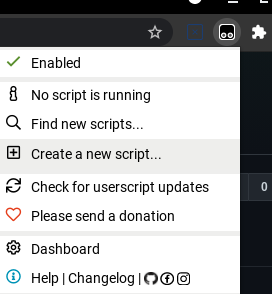 Enabled
No script is running
Find new scripts...
Create a new script...
0
Check for userscript updates
Please send a donation
Dashboard
Help | Changelog |